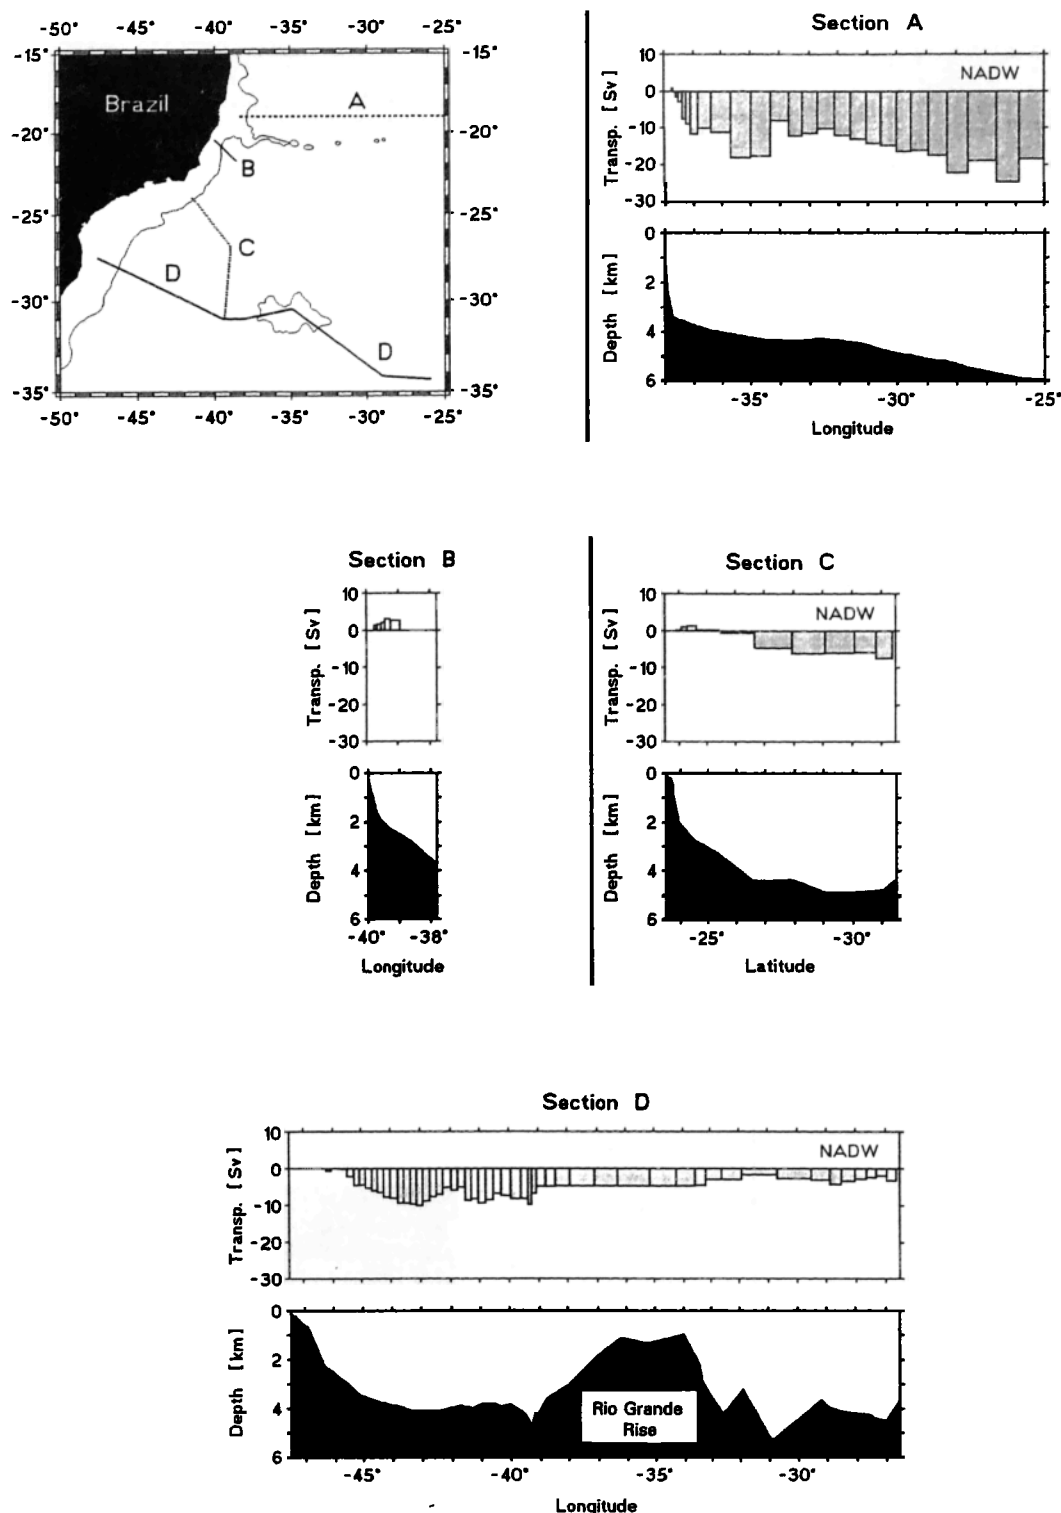 Section A
-50° -45° -40° -35° -30° -25°
-15° -15°
10
Brazil
A
NADW
0
Transp. [Sv]
-10
-20° -20°
-20
B
-30
-25° -25°
C
0
D
2
Depth [km]
-30° -30°
4
D
6
-35° -35°
-50° -45° -40° -35° -30° -25°
-35° -30° -25°
Longitude
Section B
Section C
10
0
-10
-20
-30
Transp. [Sv]
10
0
-10
-20
-30
Transp. [Sv]
NADW
0
2
4
6
Depth [km]
0
2
4
6
Depth [km]
-40° -38°
Longitude
-25° -30°
Latitude
Section D
10
0
-10
-20
-30
Transp. [Sv]
NADW
0
2
4
6
Depth [km]
Rio Grande
Rise
-45° -40° -35° -30°
Longitude